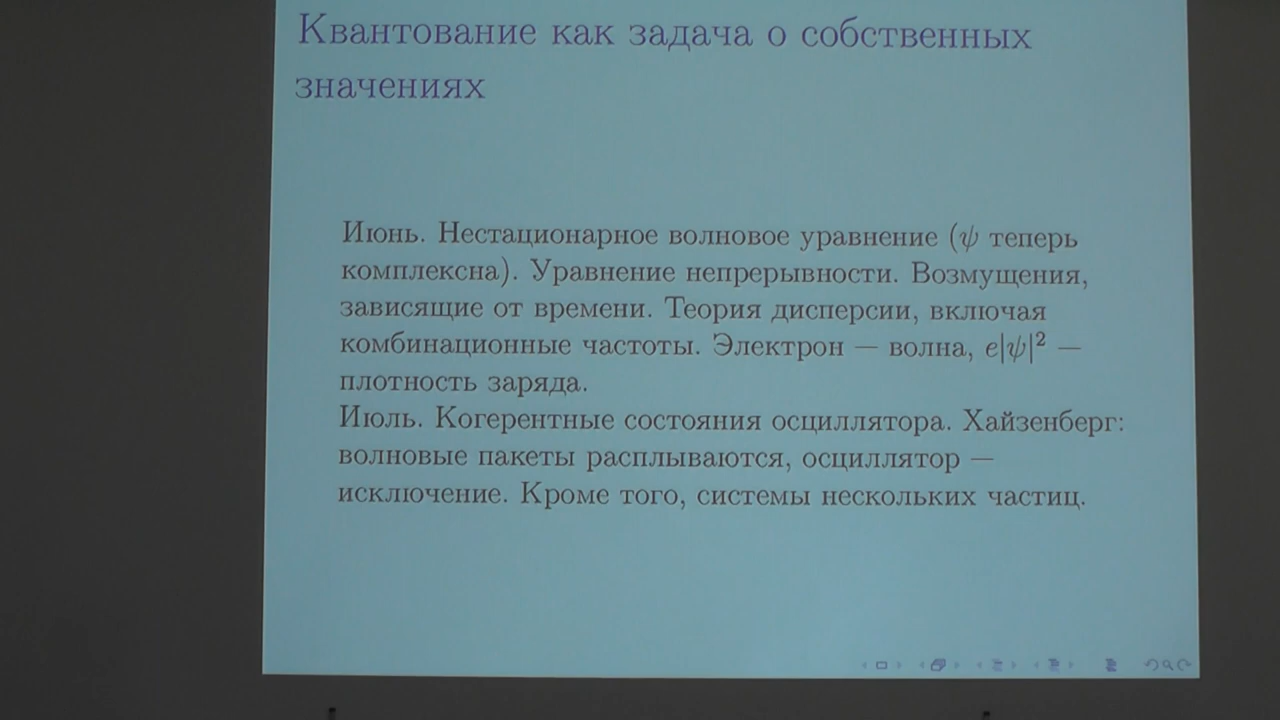 Квантование как задача о собственных
значениях
Июнь. Нестационарное волновое уравнение (ψ теперь
комплексна). Уравнение непрерывности. Возмущения,
зависящие от времени. Теория дисперсии, включая
комбинационные частоты. Электрон — волна, e|ψ|² —
плотность заряда.
Июль. Когерентные состояния осциллятора. Хайзенберг:
волновые пакеты расплываются, осциллятор —
исключение. Кроме того, системы нескольких частиц.